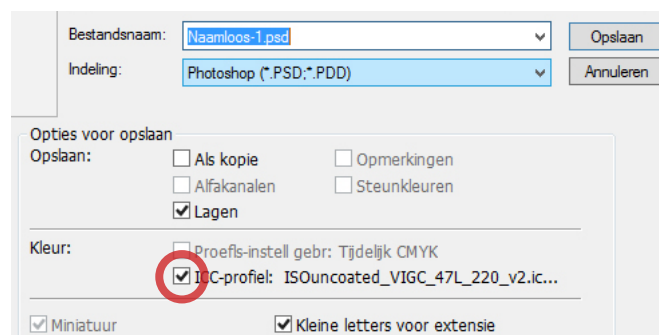 Bestandsnaam: Naamloos-1.psd Opslaan
Indeling: Photoshop (*.PSD;*.PDD) Annuleren
Opties voor opslaan
Opslaan: Als kopie Opmerkingen
Alfakanalen Steunkleuren
Lagen
Kleur: Proefls-instell gebr: Tijdelijk CMYK
ICC-profiel: ISOuncoated_VIGC_47L_220_v2.ic...
Miniatuur Kleine letters voor extensie